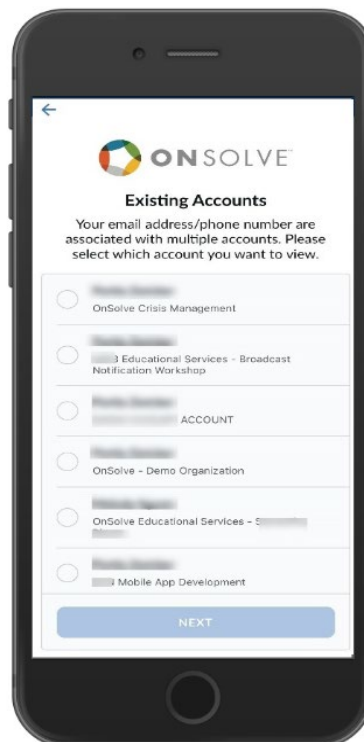 ONSOLVE
Existing Accounts
Your email address/phone number are
associated with multiple accounts. Please
select which account you want to view.
OnSolve Crisis Management
Educational Services - Broadcast
Notification Workshop
ACCOUNT
OnSolve - Demo Organization
OnSolve Educational Services -
Mobile App Development
NEXT